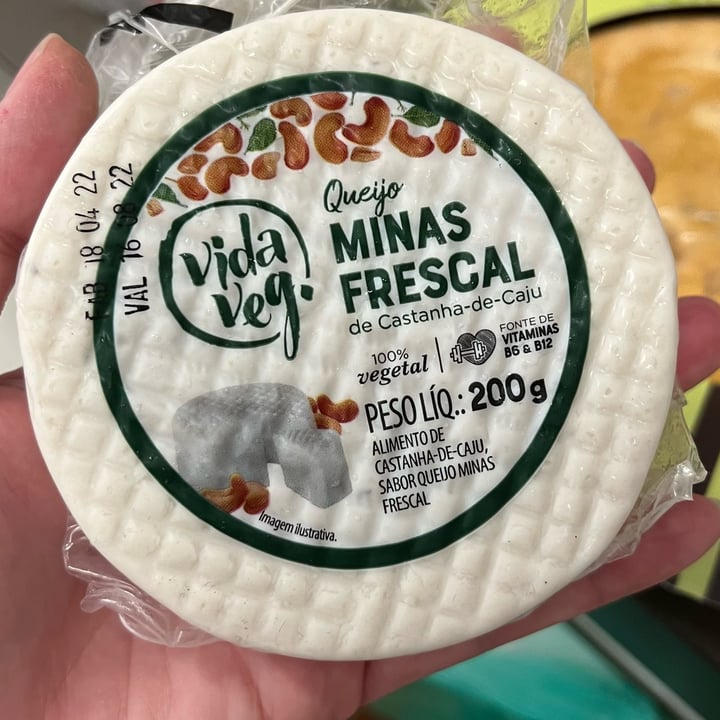 FAB 18 04 22
VAL 16 08 22
vida
veg.
Queijo
MINAS
FRESCAL
de Castanha-de-Caju
100%
vegetal
FONTE DE
VITAMINAS
B6 & B12
PESO LÍQ.: 200g
ALIMENTO DE
CASTANHA-DE-CAJU,
SABOR QUEIJO MINAS
FRESCAL
Imagem ilustrativa.